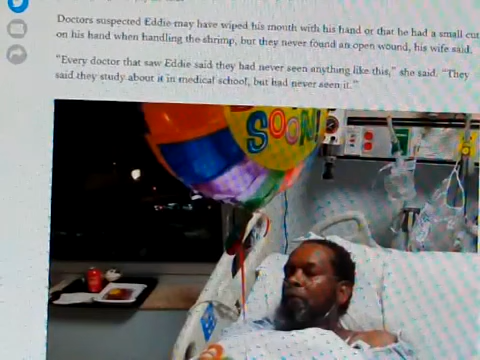 Doctors suspected Eddie may have wiped his mouth with his hand or that he had a small cut
on his hand when handling the shrimp, but they never found an open wound, his wife said.
“Every doctor that saw Eddie said they had never seen anything like this,” she said. “They
said they study about it in medical school, but had never seen it.”
SOON!